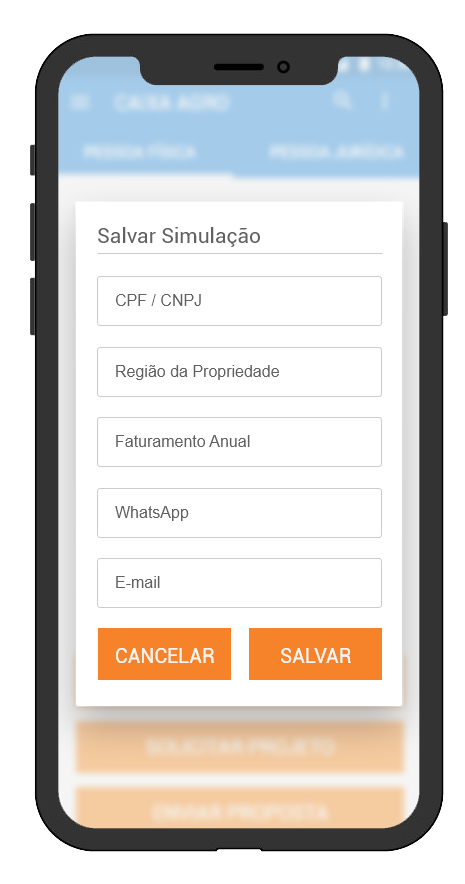 CAIXA AGRO
PESSOA FÍSICA
PESSOA JURÍDICA
Salvar Simulação
CPF / CNPJ
Região da Propriedade
Faturamento Anual
WhatsApp
E-mail
CANCELAR
SALVAR
SOLICITAR PROJETO
ENVIAR PROPOSTA